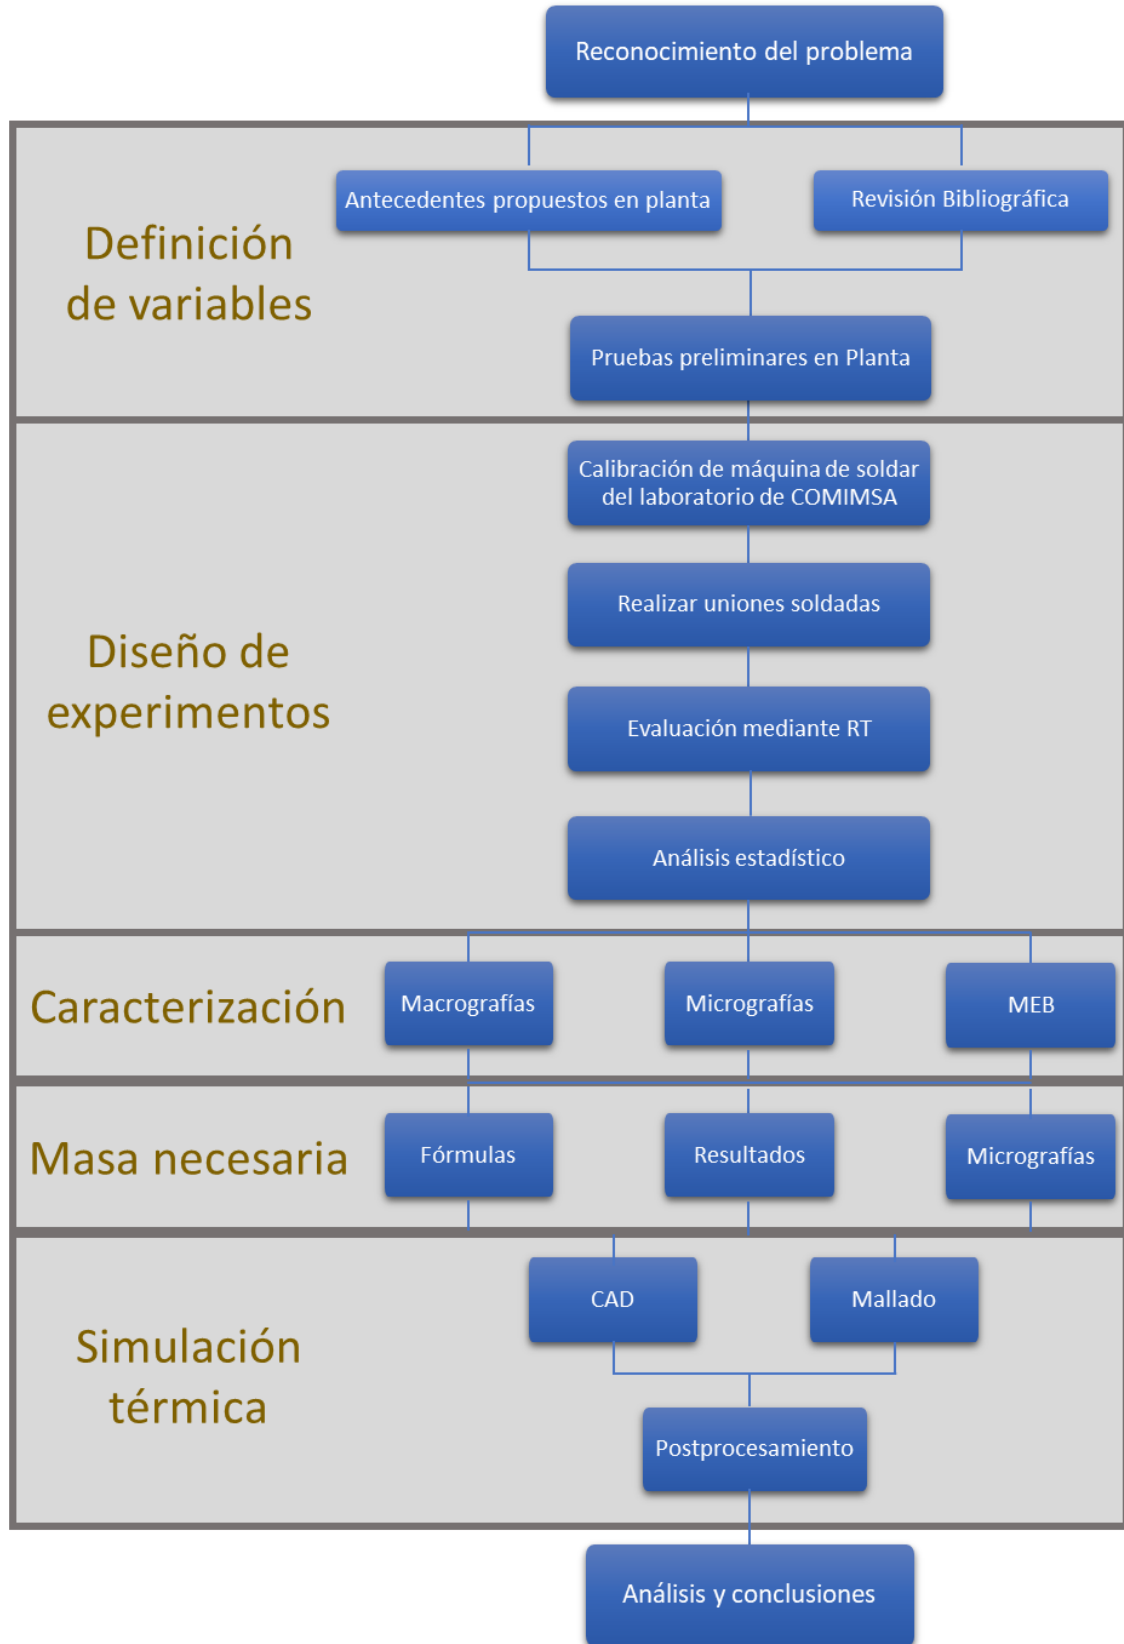 Reconocimiento del problema
Definición
de variables
Antecedentes propuestos en planta
Revisión Bibliográfica
Pruebas preliminares en Planta
Diseño de
experimentos
Calibración de máquina de soldar
del laboratorio de COMIMSA
Realizar uniones soldadas
Evaluación mediante RT
Análisis estadístico
Caracterización
Macrografías
Micrografías
MEB
Masa necesaria
Fórmulas
Resultados
Micrografías
Simulación
térmica
CAD
Mallado
Postprocesamiento
Análisis y conclusiones